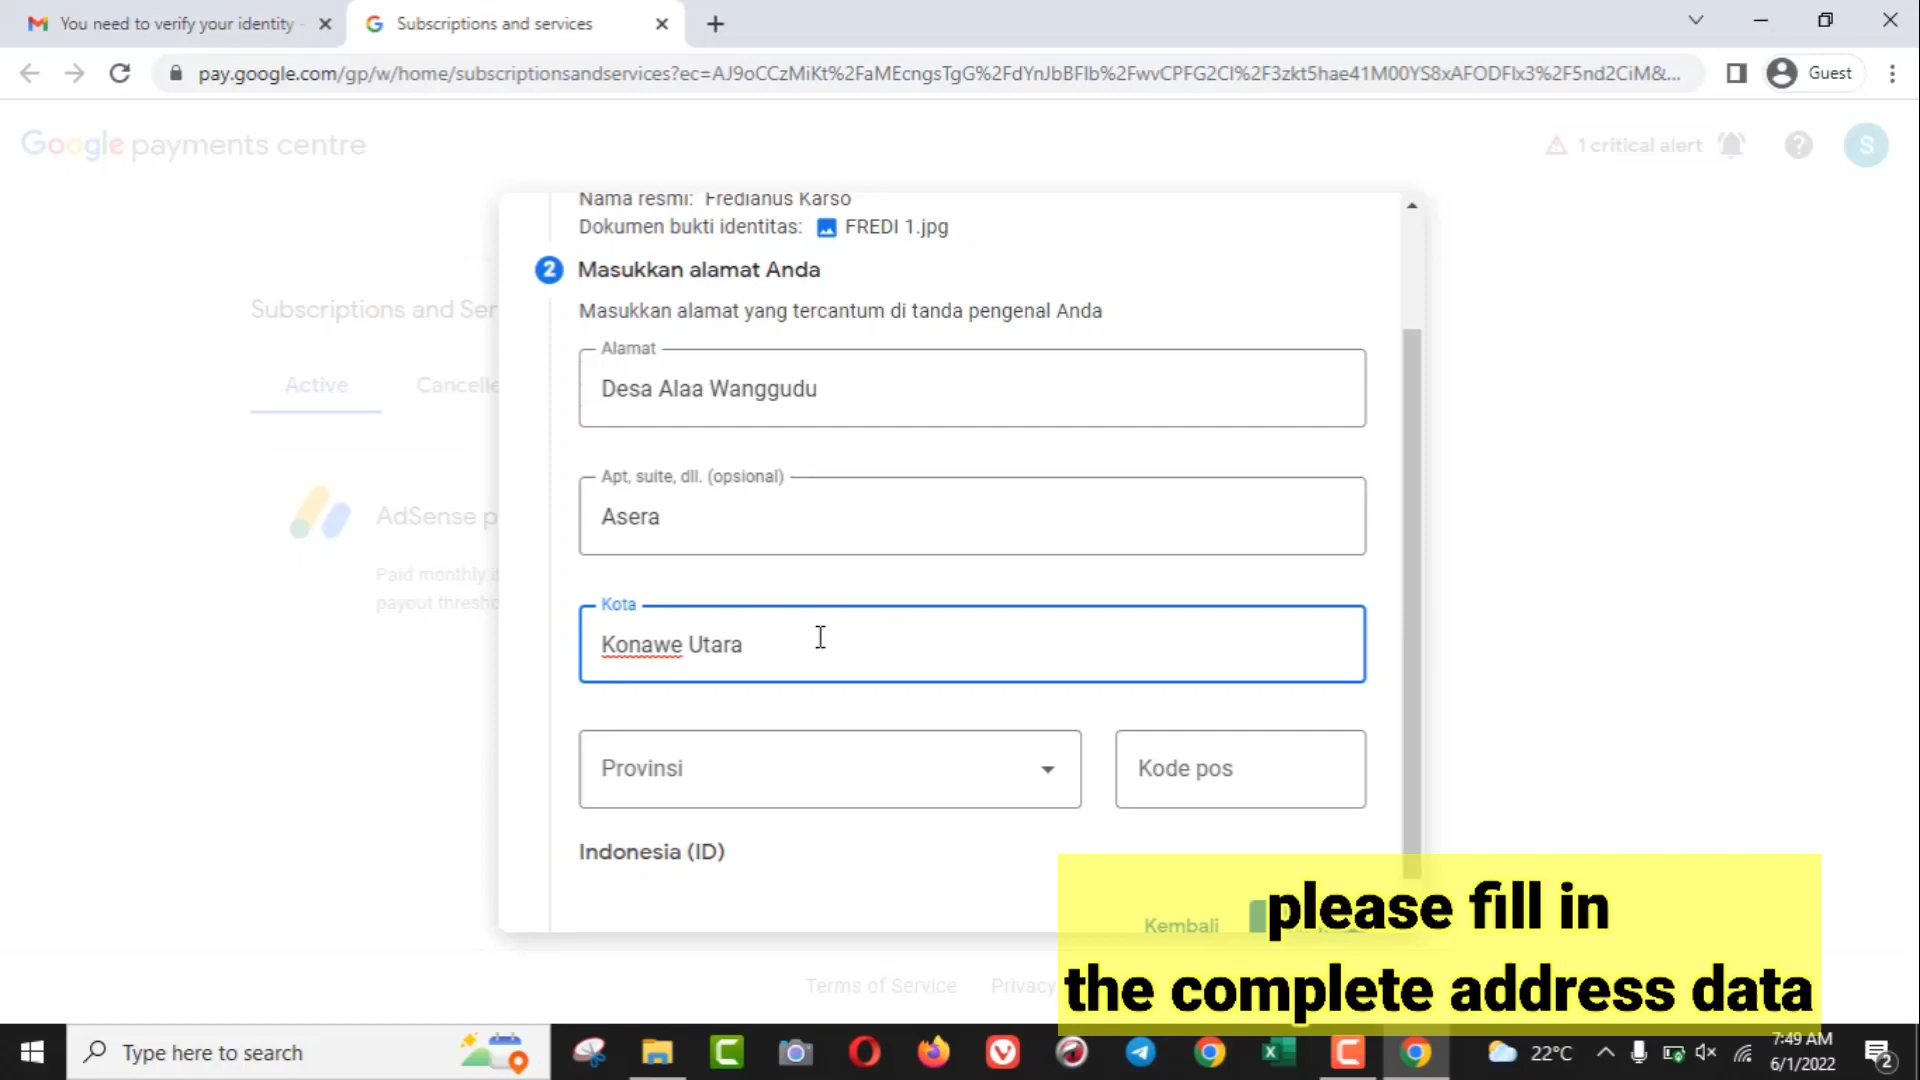 You need to verify your identity -
Subscriptions and services
pay.google.com/gp/w/home/subscriptionsandservices?ec=AJ9oCCzMiKt%2FaMEcngsTgG%2FdYnJbBFIb%2FwvCPFG2CI%2F3zkt5hae41M00YS8xAFODFIx3%2F5nd2CiM&...
Guest
Google payments centre
1 critical alert
S
Nama resmi: Fredianus Karso
Dokumen bukti identitas: FREDI 1.jpg
2 Masukkan alamat Anda
Masukkan alamat yang tercantum di tanda pengenal Anda
Subscriptions and Ser
Active
Cancelle
Alamat
Desa Alaa Wanggudu
Apt, suite, dll. (opsional)
Asera
AdSense p
Paid monthly i
payout thresho
Kota
Konawe Utara
Provinsi
Kode pos
Indonesia (ID)
Kembali
please fill in
the complete address data
Terms of Service
Privacy
Type here to search
22°C
7:49 AM
6/1/2022
2